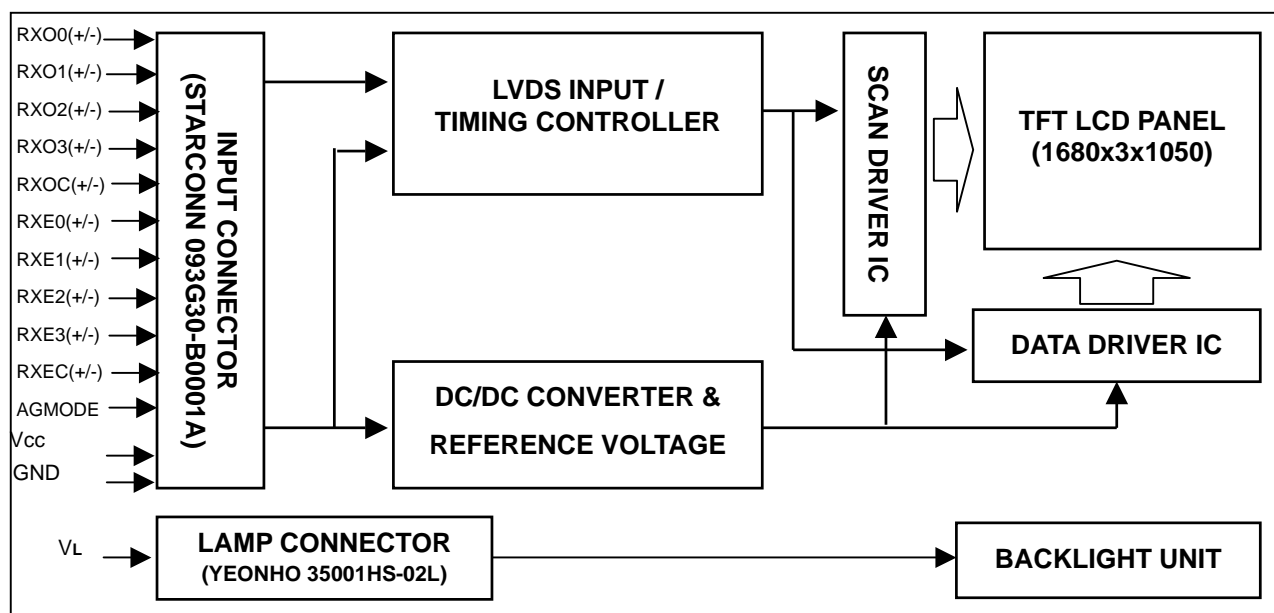 RXO0(+/-)
RXO1(+/-)
RXO2(+/-)
RXO3(+/-)
RXOC(+/-)
RXE0(+/-)
RXE1(+/-)
RXE2(+/-)
RXE3(+/-)
RXEC(+/-)
AGMODE
Vcc
GND
VL
INPUT CONNECTOR
(STARCONN 093G30-B0001A)
LVDS INPUT /
TIMING CONTROLLER
SCAN DRIVER IC
TFT LCD PANEL
(1680x3x1050)
DATA DRIVER IC
DC/DC CONVERTER &
REFERENCE VOLTAGE
LAMP CONNECTOR
(YEONHO 35001HS-02L)
BACKLIGHT UNIT